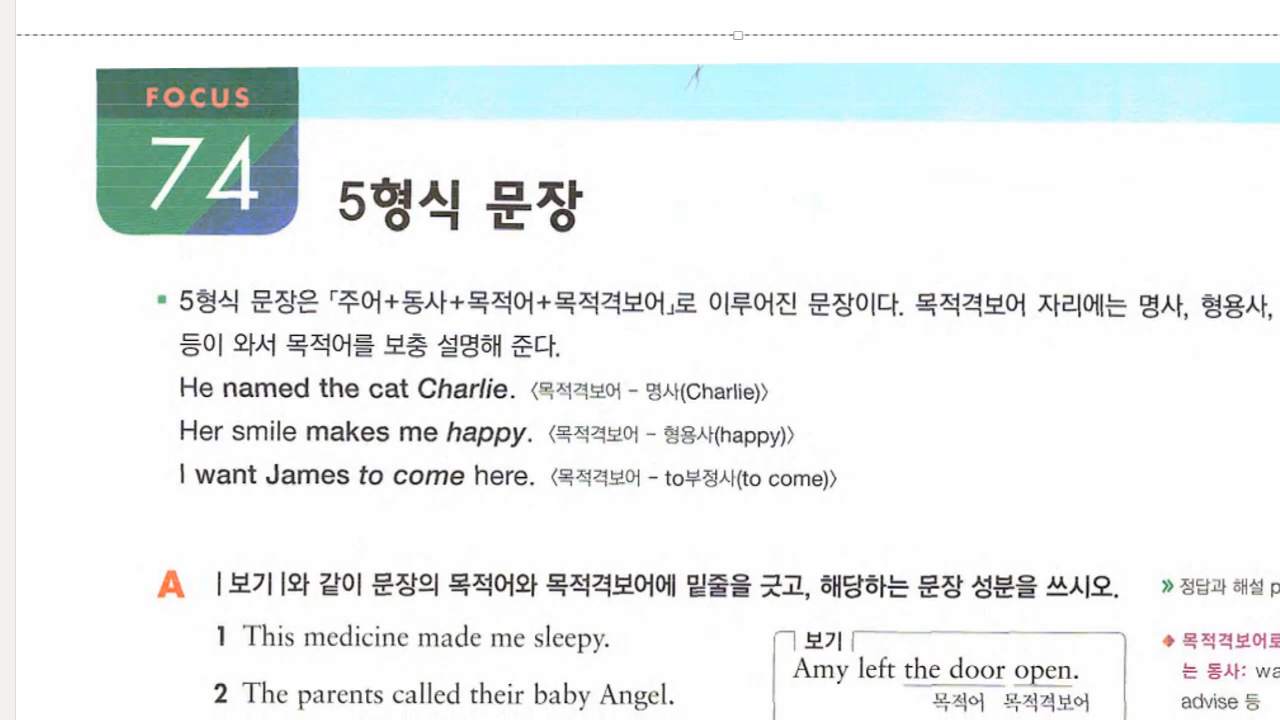 FOCUS
74
5형식 문장
5형식 문장은 「주어+동사+목적어+목적격보어」로 이루어진 문장이다. 목적격보어 자리에는 명사, 형용사,
등이 와서 목적어를 보충 설명해 준다.
He named the cat Charlie. 〈목적격보어 - 명사(Charlie)〉
Her smile makes me happy. 〈목적격보어 - 형용사(happy)〉
I want James to come here. 〈목적격보어 - to부정사(to come)〉
A |보기|와 같이 문장의 목적어와 목적격보어에 밑줄을 긋고, 해당하는 문장 성분을 쓰시오.
» 정답과 해설 p
1 This medicine made me sleepy.
2 The parents called their baby Angel.
보기
Amy left the door open.
목적어 목적격보어
목적격보어로
는 동사: wa
advise 등